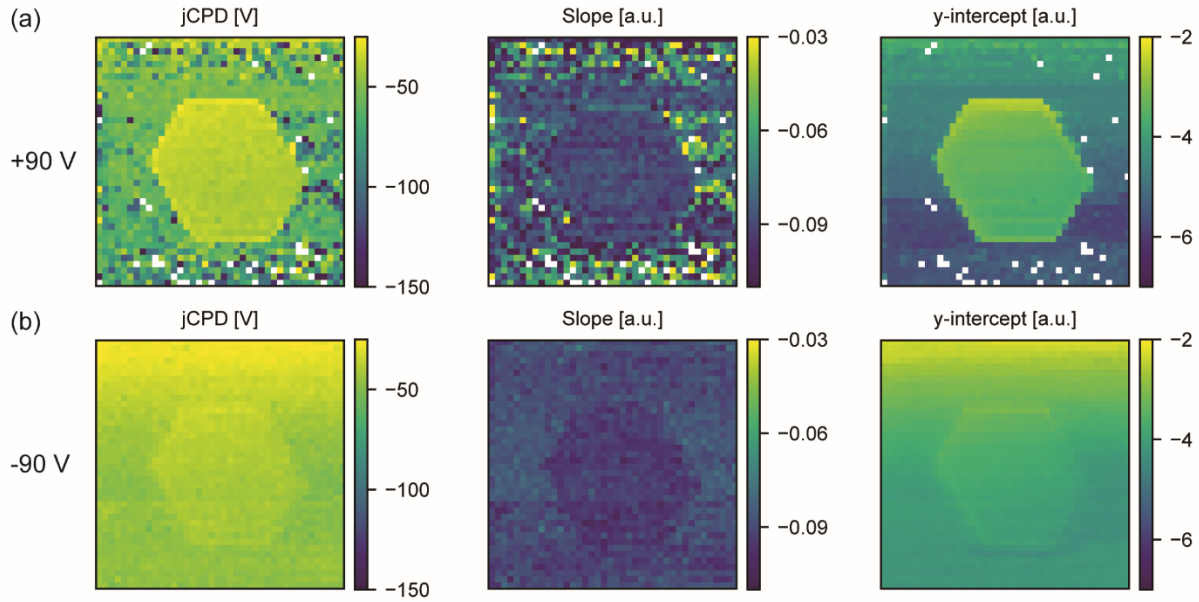 (a)
jCPD [V]
Slope [a.u.]
y-intercept [a.u.]
+90 V
−50
−100
−150
−0.03
−0.06
−0.09
−2
−4
−6
(b)
jCPD [V]
Slope [a.u.]
y-intercept [a.u.]
-90 V
−50
−100
−150
−0.03
−0.06
−0.09
−2
−4
−6